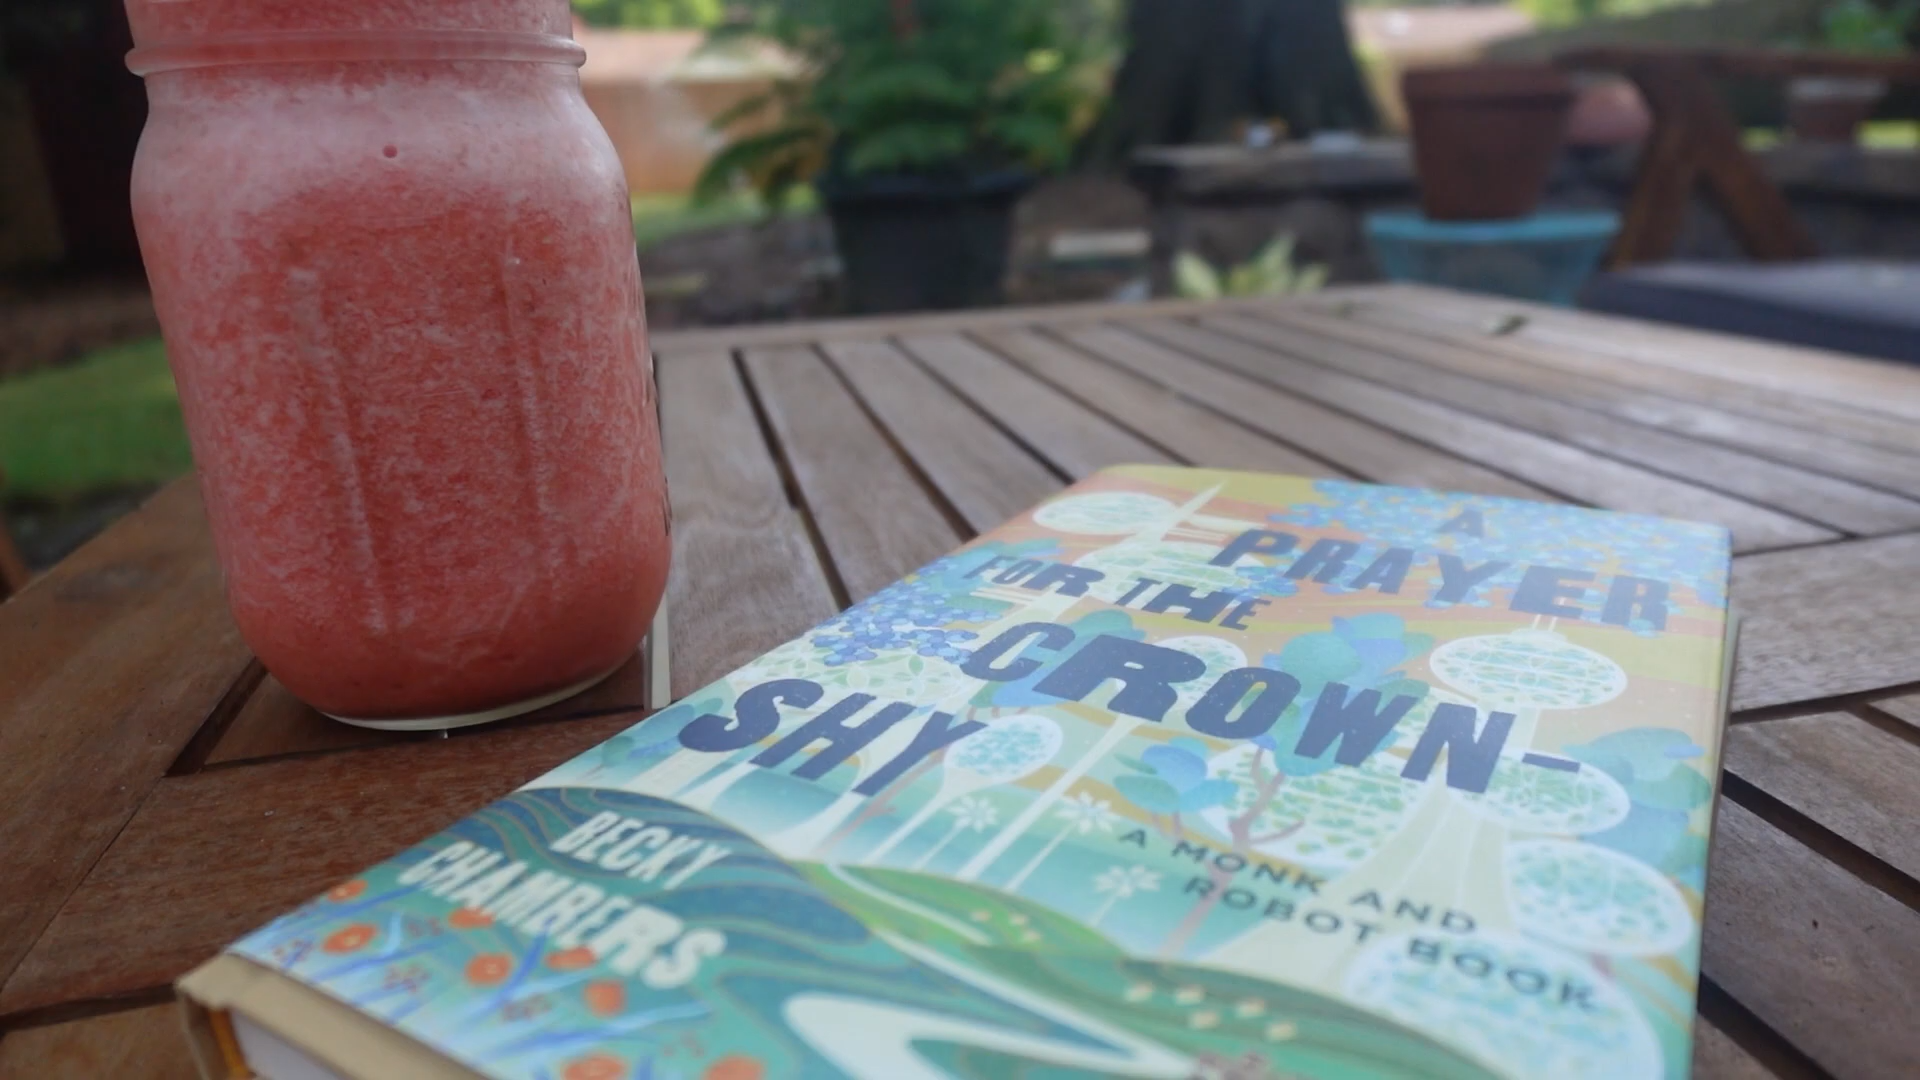 A
PRAYER
FOR THE
CROWN-
SHY
A MONK AND
ROBOT BOOK
BECKY
CHAMBERS